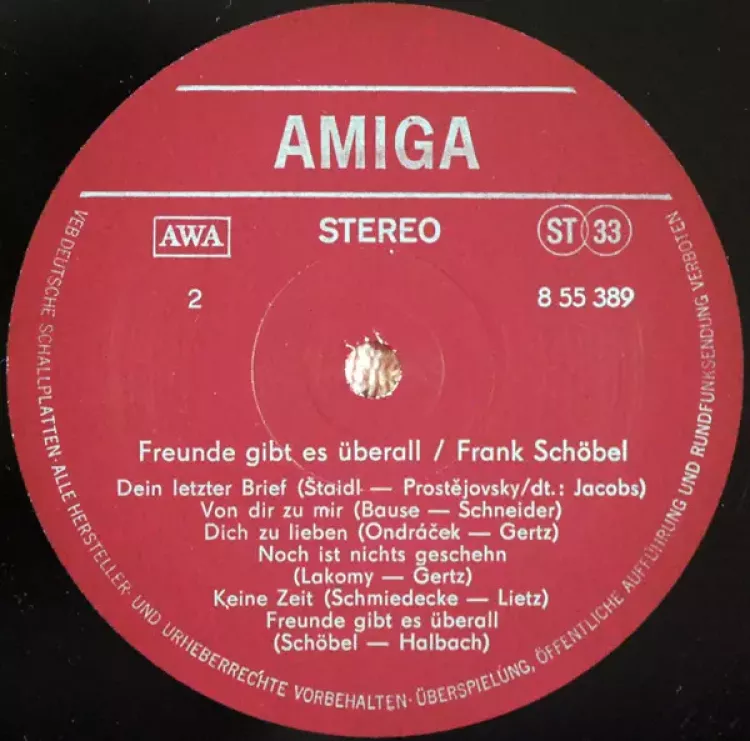 AMIGA
AWA
STEREO
ST 33
2
8 55 389
Freunde gibt es überall / Frank Schöbel
Dein letzter Brief (Štaidl — Prostějovsky/dt.: Jacobs)
Von dir zu mir (Bause — Schneider)
Dich zu lieben (Ondráček — Gertz)
Noch ist nichts geschehn
(Lakomy — Gertz)
Keine Zeit (Schmiedecke — Lietz)
Freunde gibt es überall
(Schöbel — Halbach)
VEB DEUTSCHE SCHALLPLATTEN · ALLE HERSTELLER- UND URHEBERRECHTE VORBEHALTEN · ÜBERSPIELUNG, ÖFFENTLICHE AUFFÜHRUNG UND RUNDFUNKSENDUNG VERBOTEN